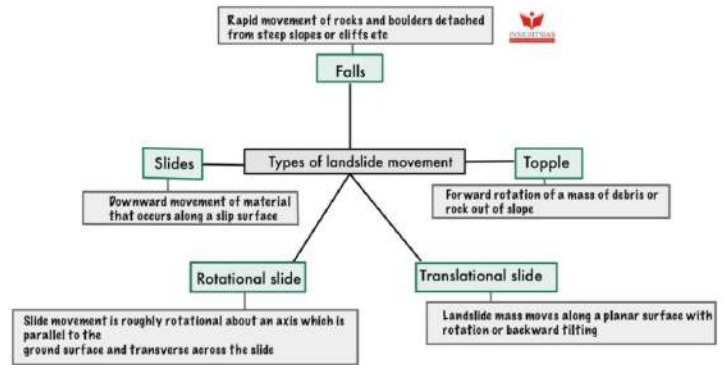 Rapid movement of rocks and boulders detached
from steep slopes or cliffs etc
INSIGHTSIAS
Falls
Slides
Types of landslide movement
Topple
Downward movement of material
that occurs along a slip surface
Forward rotation of a mass of debris or
rock out of slope
Rotational slide
Translational slide
Slide movement is roughly rotational about an axis which is
parallel to the
ground surface and transverse across the slide
Landslide mass moves along a planar surface with
rotation or backward tilting